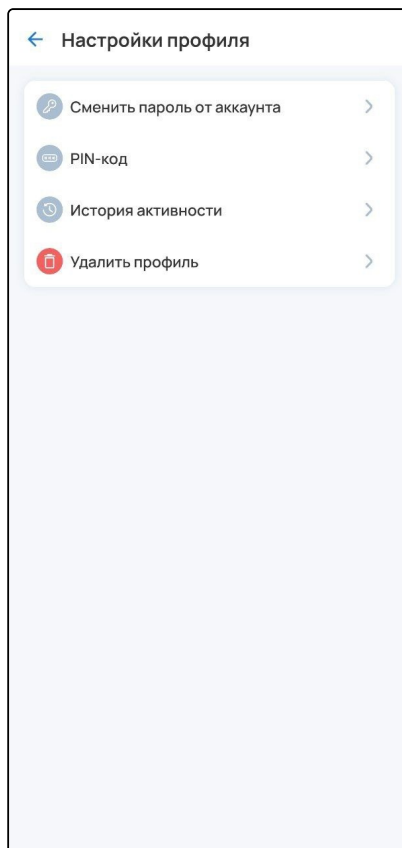 Настройки профиля
Сменить пароль от аккаунта
PIN-код
История активности
Удалить профиль